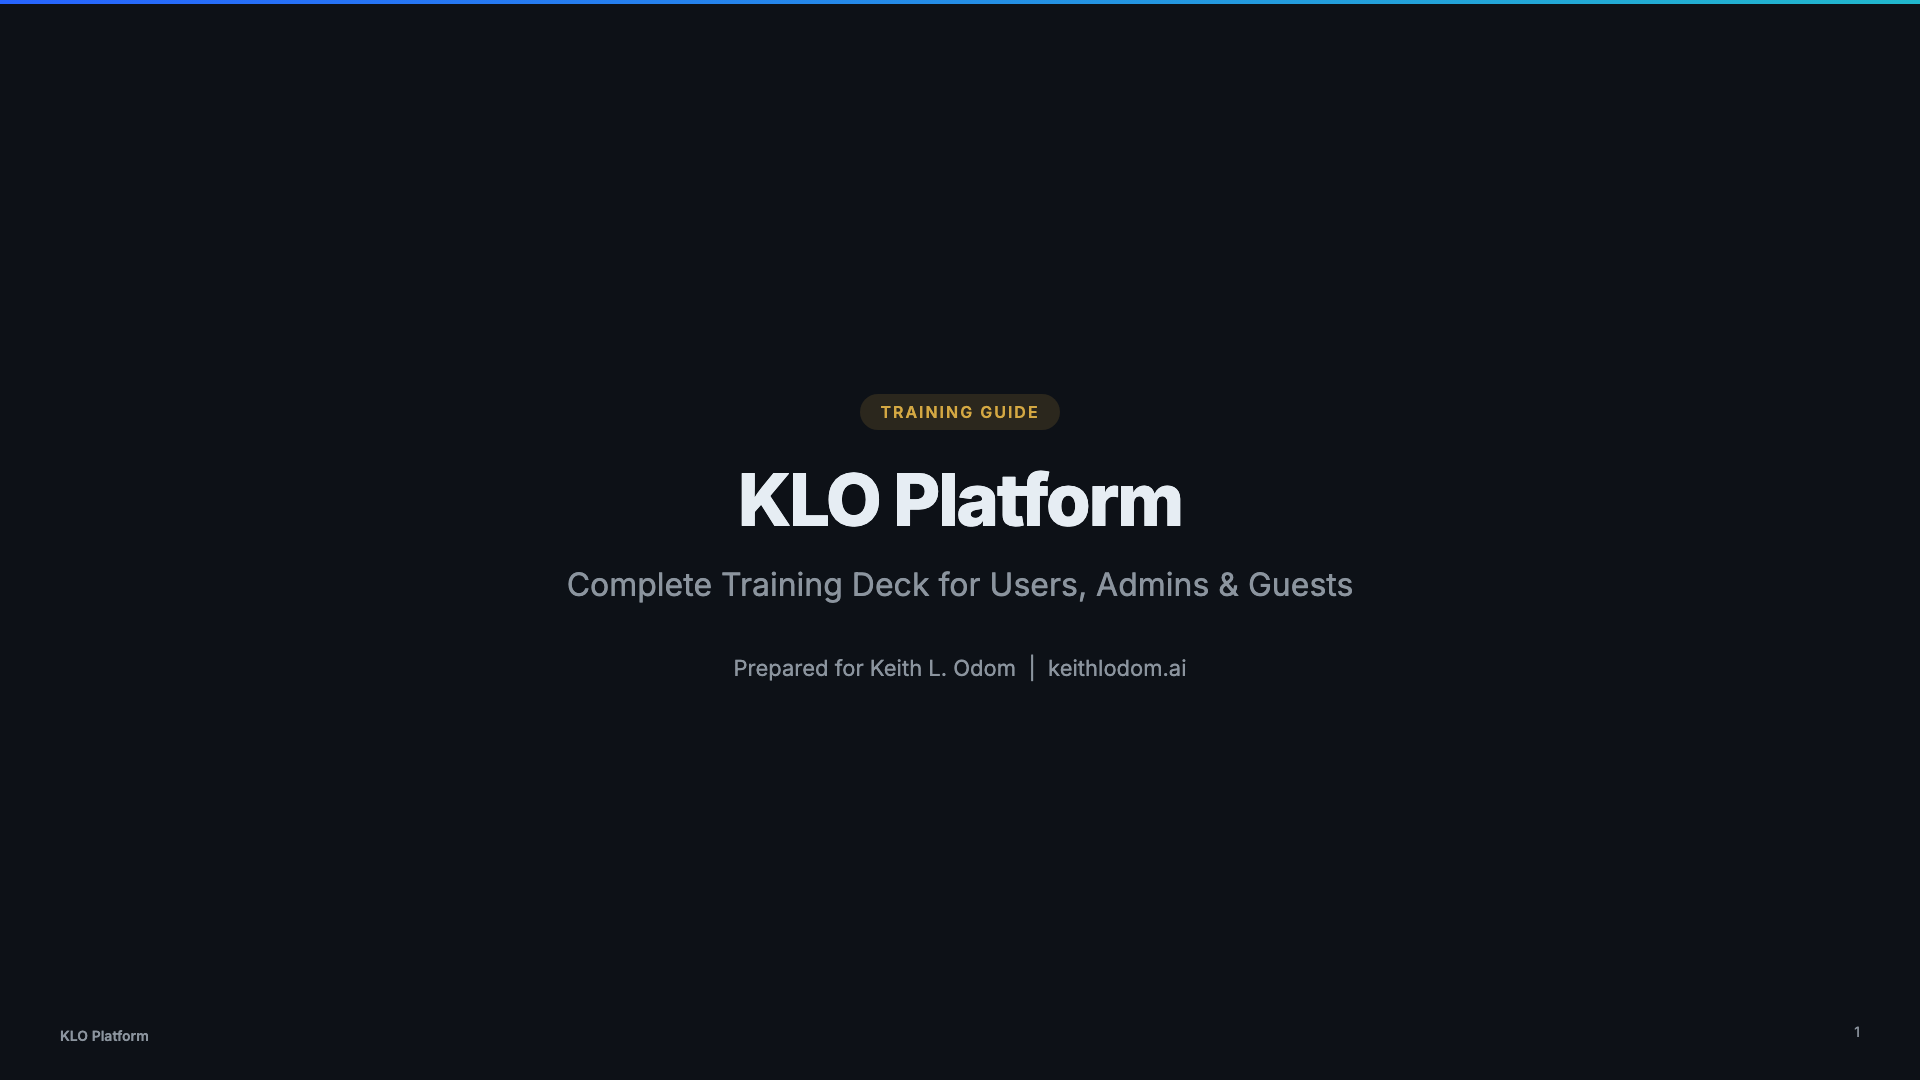 TRAINING GUIDE
KLO Platform
Complete Training Deck for Users, Admins & Guests
Prepared for Keith L. Odom | keithlodom.ai
KLO Platform
1